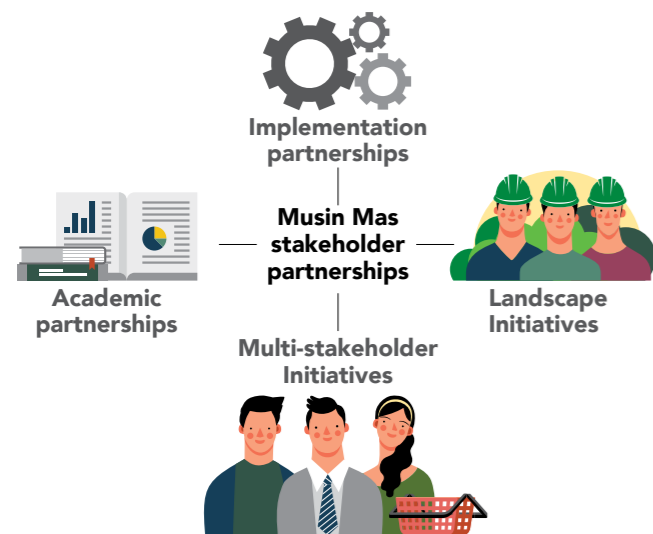 Implementation
partnerships
Musin Mas
stakeholder
partnerships
Academic
partnerships
Landscape
Initiatives
Multi-stakeholder
Initiatives